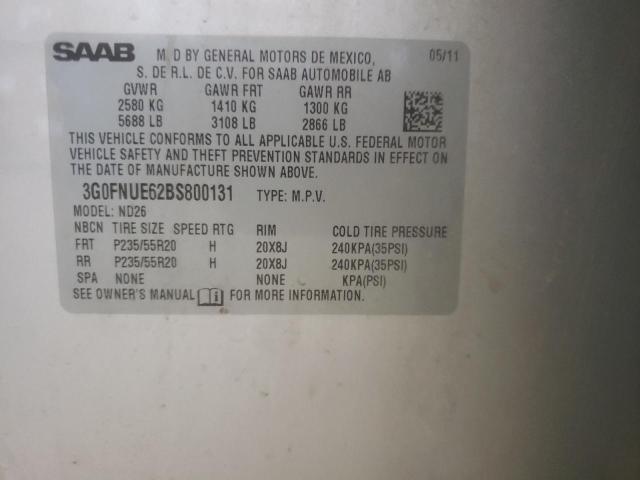 SAAB M D BY GENERAL MOTORS DE MEXICO, 05/11
S. DE R.L. DE C.V. FOR SAAB AUTOMOBILE AB
GVWR GAWR FRT GAWR RR
2580 KG 1410 KG 1300 KG
5688 LB 3108 LB 2866 LB
THIS VEHICLE CONFORMS TO ALL APPLICABLE U.S. FEDERAL MOTOR
VEHICLE SAFETY AND THEFT PREVENTION STANDARDS IN EFFECT ON
THE DATE OF MANUFACTURE SHOWN ABOVE.
3G0FNUE62BS800131 TYPE: M.P.V.
MODEL: ND26
NBCN TIRE SIZE SPEED RTG RIM COLD TIRE PRESSURE
FRT P235/55R20 H 20X8J 240KPA(35PSI)
RR P235/55R20 H 20X8J 240KPA(35PSI)
SPA NONE NONE KPA(PSI)
SEE OWNER'S MANUAL i FOR MORE INFORMATION.